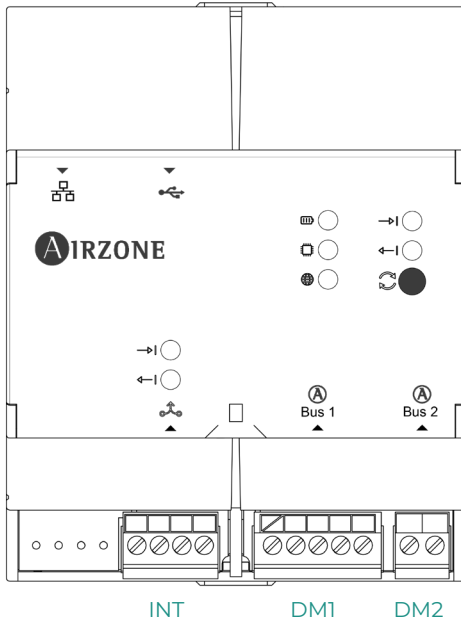 AIRZONE
Bus 1
Bus 2
INT
DM1
DM2